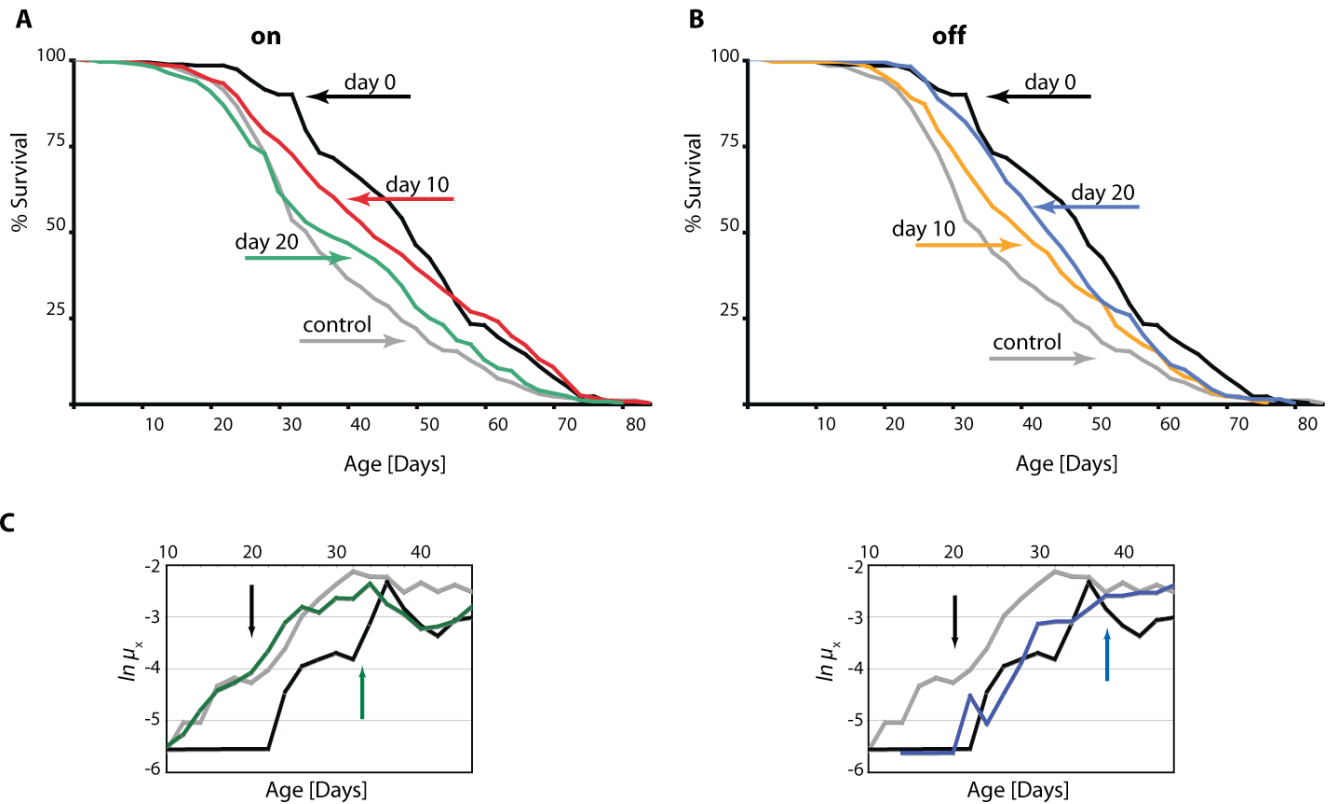 A
on
100
75
50
25
% Survival
day 0
day 10
day 20
control
10 20 30 40 50 60 70 80
Age [Days]
B
off
100
75
50
25
% Survival
day 0
day 20
day 10
control
10 20 30 40 50 60 70 80
Age [Days]
C
10 20 30 40
-2
-3
-4
-5
-6
ln μx
Age [Days]
10 20 30 40
-2
-3
-4
-5
-6
ln μx
Age [Days]